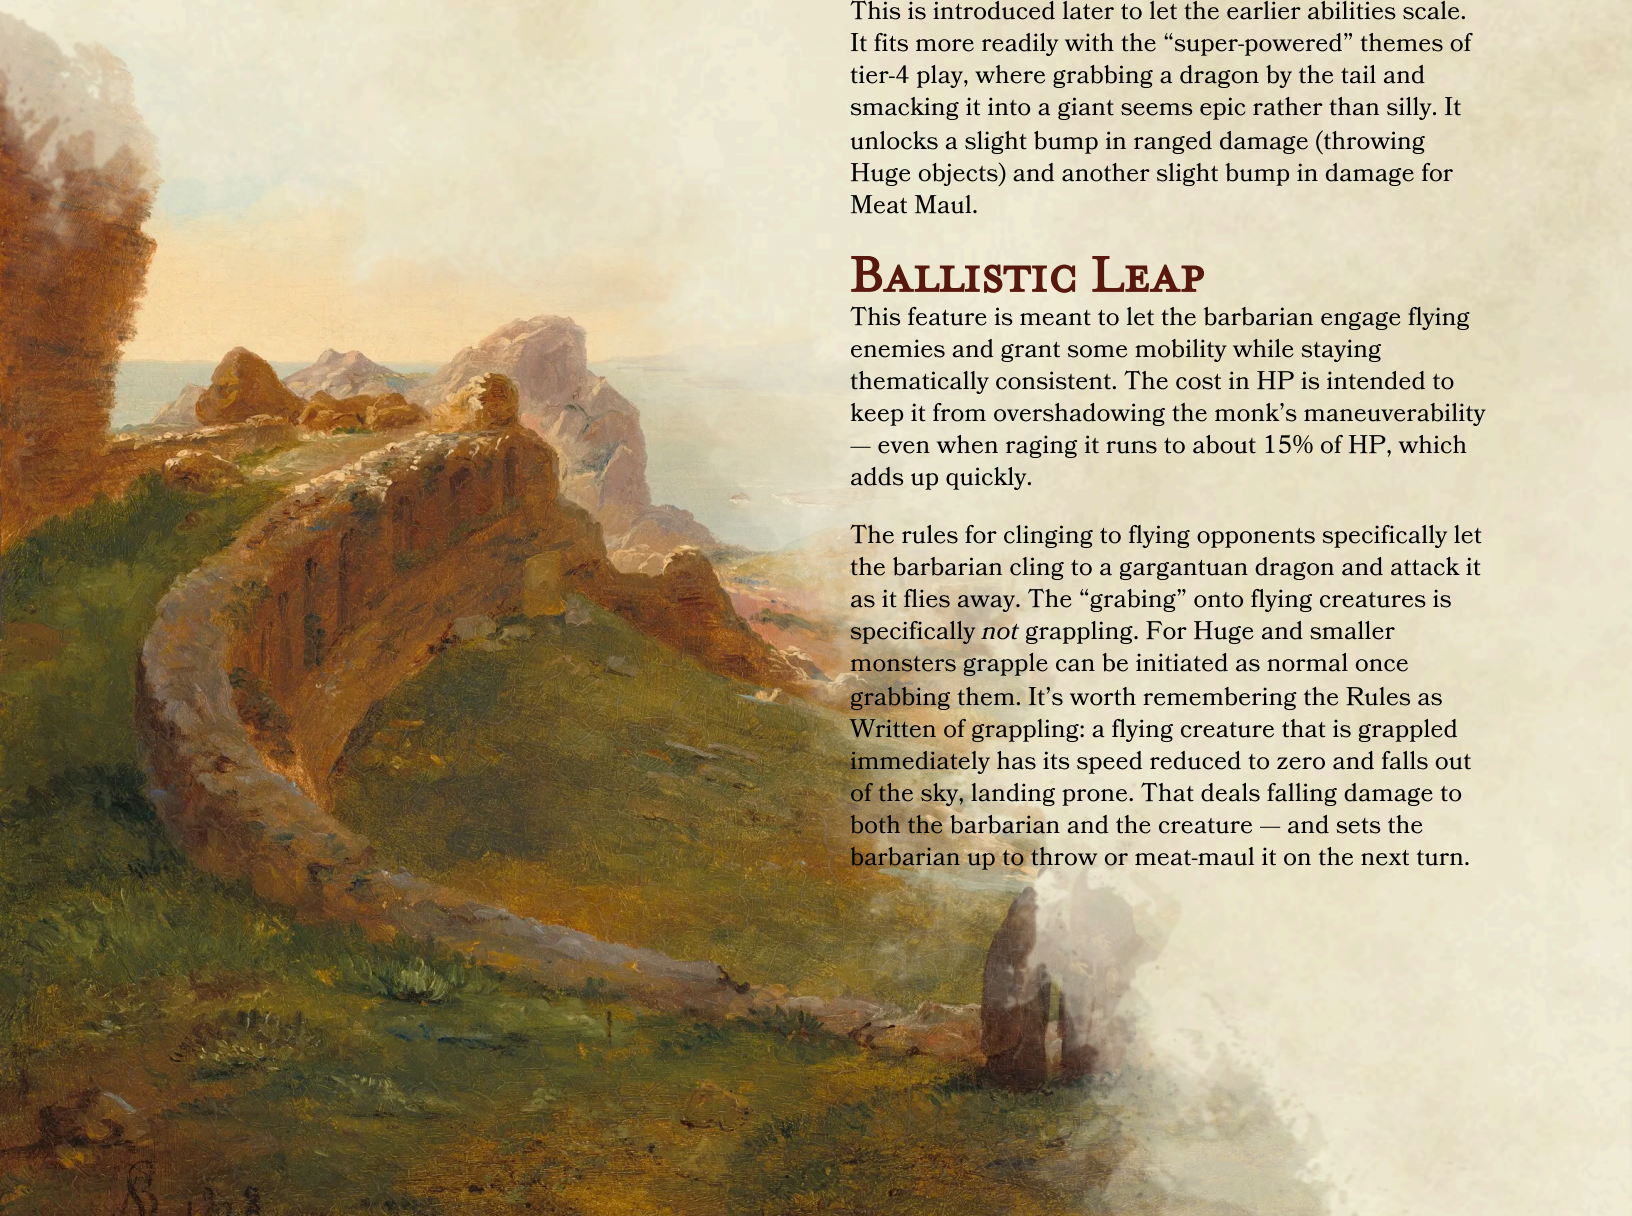 This is introduced later to let the earlier abilities scale.
It fits more readily with the “super-powered” themes of
tier-4 play, where grabbing a dragon by the tail and
smacking it into a giant seems epic rather than silly. It
unlocks a slight bump in ranged damage (throwing
Huge objects) and another slight bump in damage for
Meat Maul.
Ballistic Leap
This feature is meant to let the barbarian engage flying
enemies and grant some mobility while staying
thematically consistent. The cost in HP is intended to
keep it from overshadowing the monk’s maneuverability
— even when raging it runs to about 15% of HP, which
adds up quickly.
The rules for clinging to flying opponents specifically let
the barbarian cling to a gargantuan dragon and attack it
as it flies away. The “grabing” onto flying creatures is
specifically not grappling. For Huge and smaller
monsters grapple can be initiated as normal once
grabbing them. It’s worth remembering the Rules as
Written of grappling: a flying creature that is grappled
immediately has its speed reduced to zero and falls out
of the sky, landing prone. That deals falling damage to
both the barbarian and the creature — and sets the
barbarian up to throw or meat-maul it on the next turn.